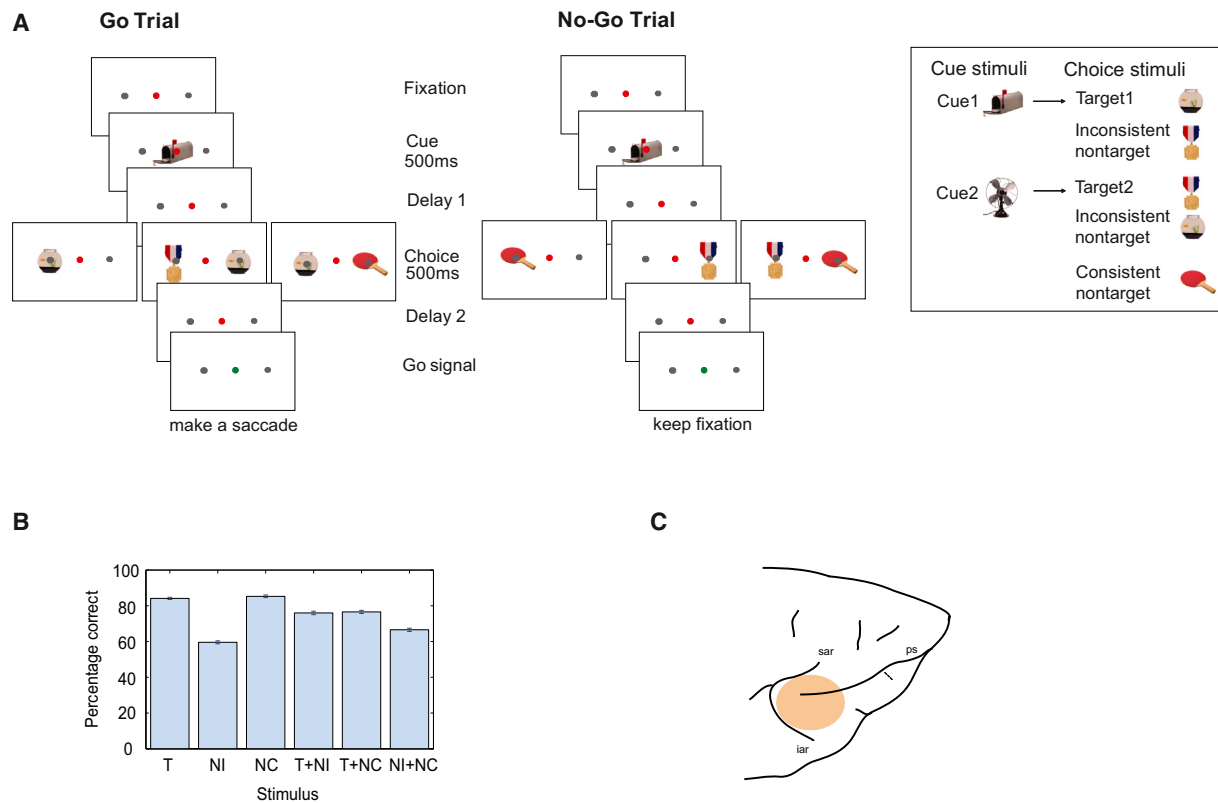 A
Go Trial
No-Go Trial
Fixation
Cue
500ms
Delay 1
Choice
500ms
Delay 2
Go signal
make a saccade
keep fixation
Cue stimuli
Choice stimuli
Cue1
Target1
Inconsistent
nontarget
Cue2
Target2
Inconsistent
nontarget
Consistent
nontarget
B
Percentage correct
100
80
60
40
20
0
T NI NC T+NI T+NC NI+NC
Stimulus
C
sar
ps
iar